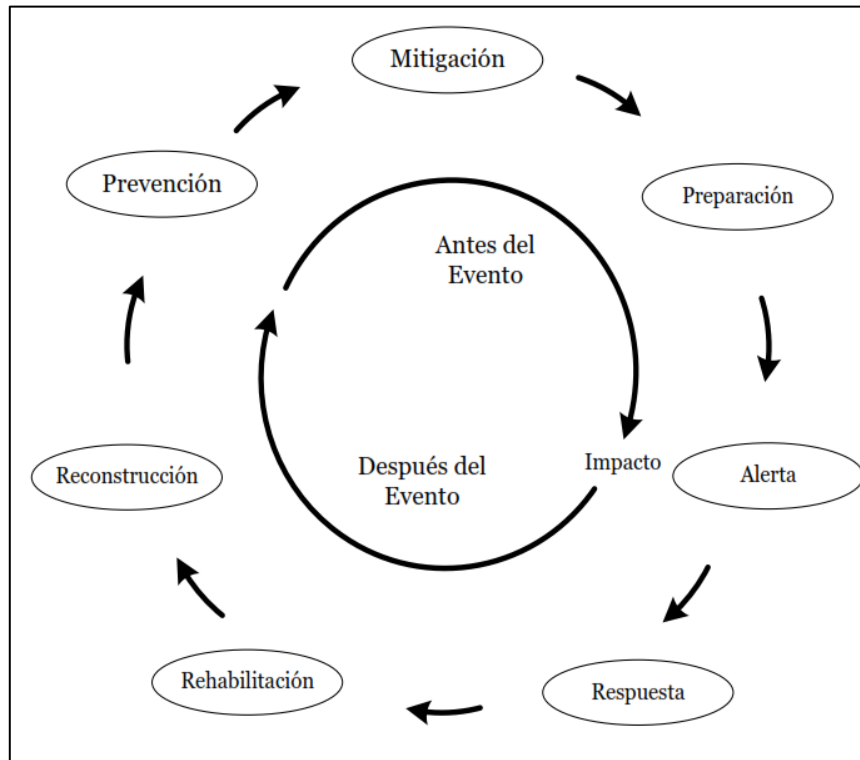 Mitigación
Prevención
Preparación
Antes del
Evento
Después del
Evento
Impacto
Reconstrucción
Alerta
Rehabilitación
Respuesta